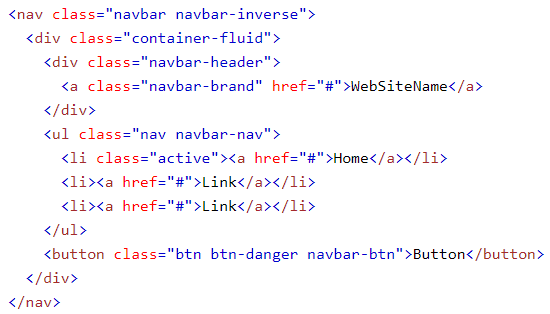 <nav class="navbar navbar-inverse">
  <div class="container-fluid">
    <div class="navbar-header">
      <a class="navbar-brand" href="#">WebSiteName</a>
    </div>
    <ul class="nav navbar-nav">
      <li class="active"><a href="#">Home</a></li>
      <li><a href="#">Link</a></li>
      <li><a href="#">Link</a></li>
    </ul>
    <button class="btn btn-danger navbar-btn">Button</button>
  </div>
</nav>